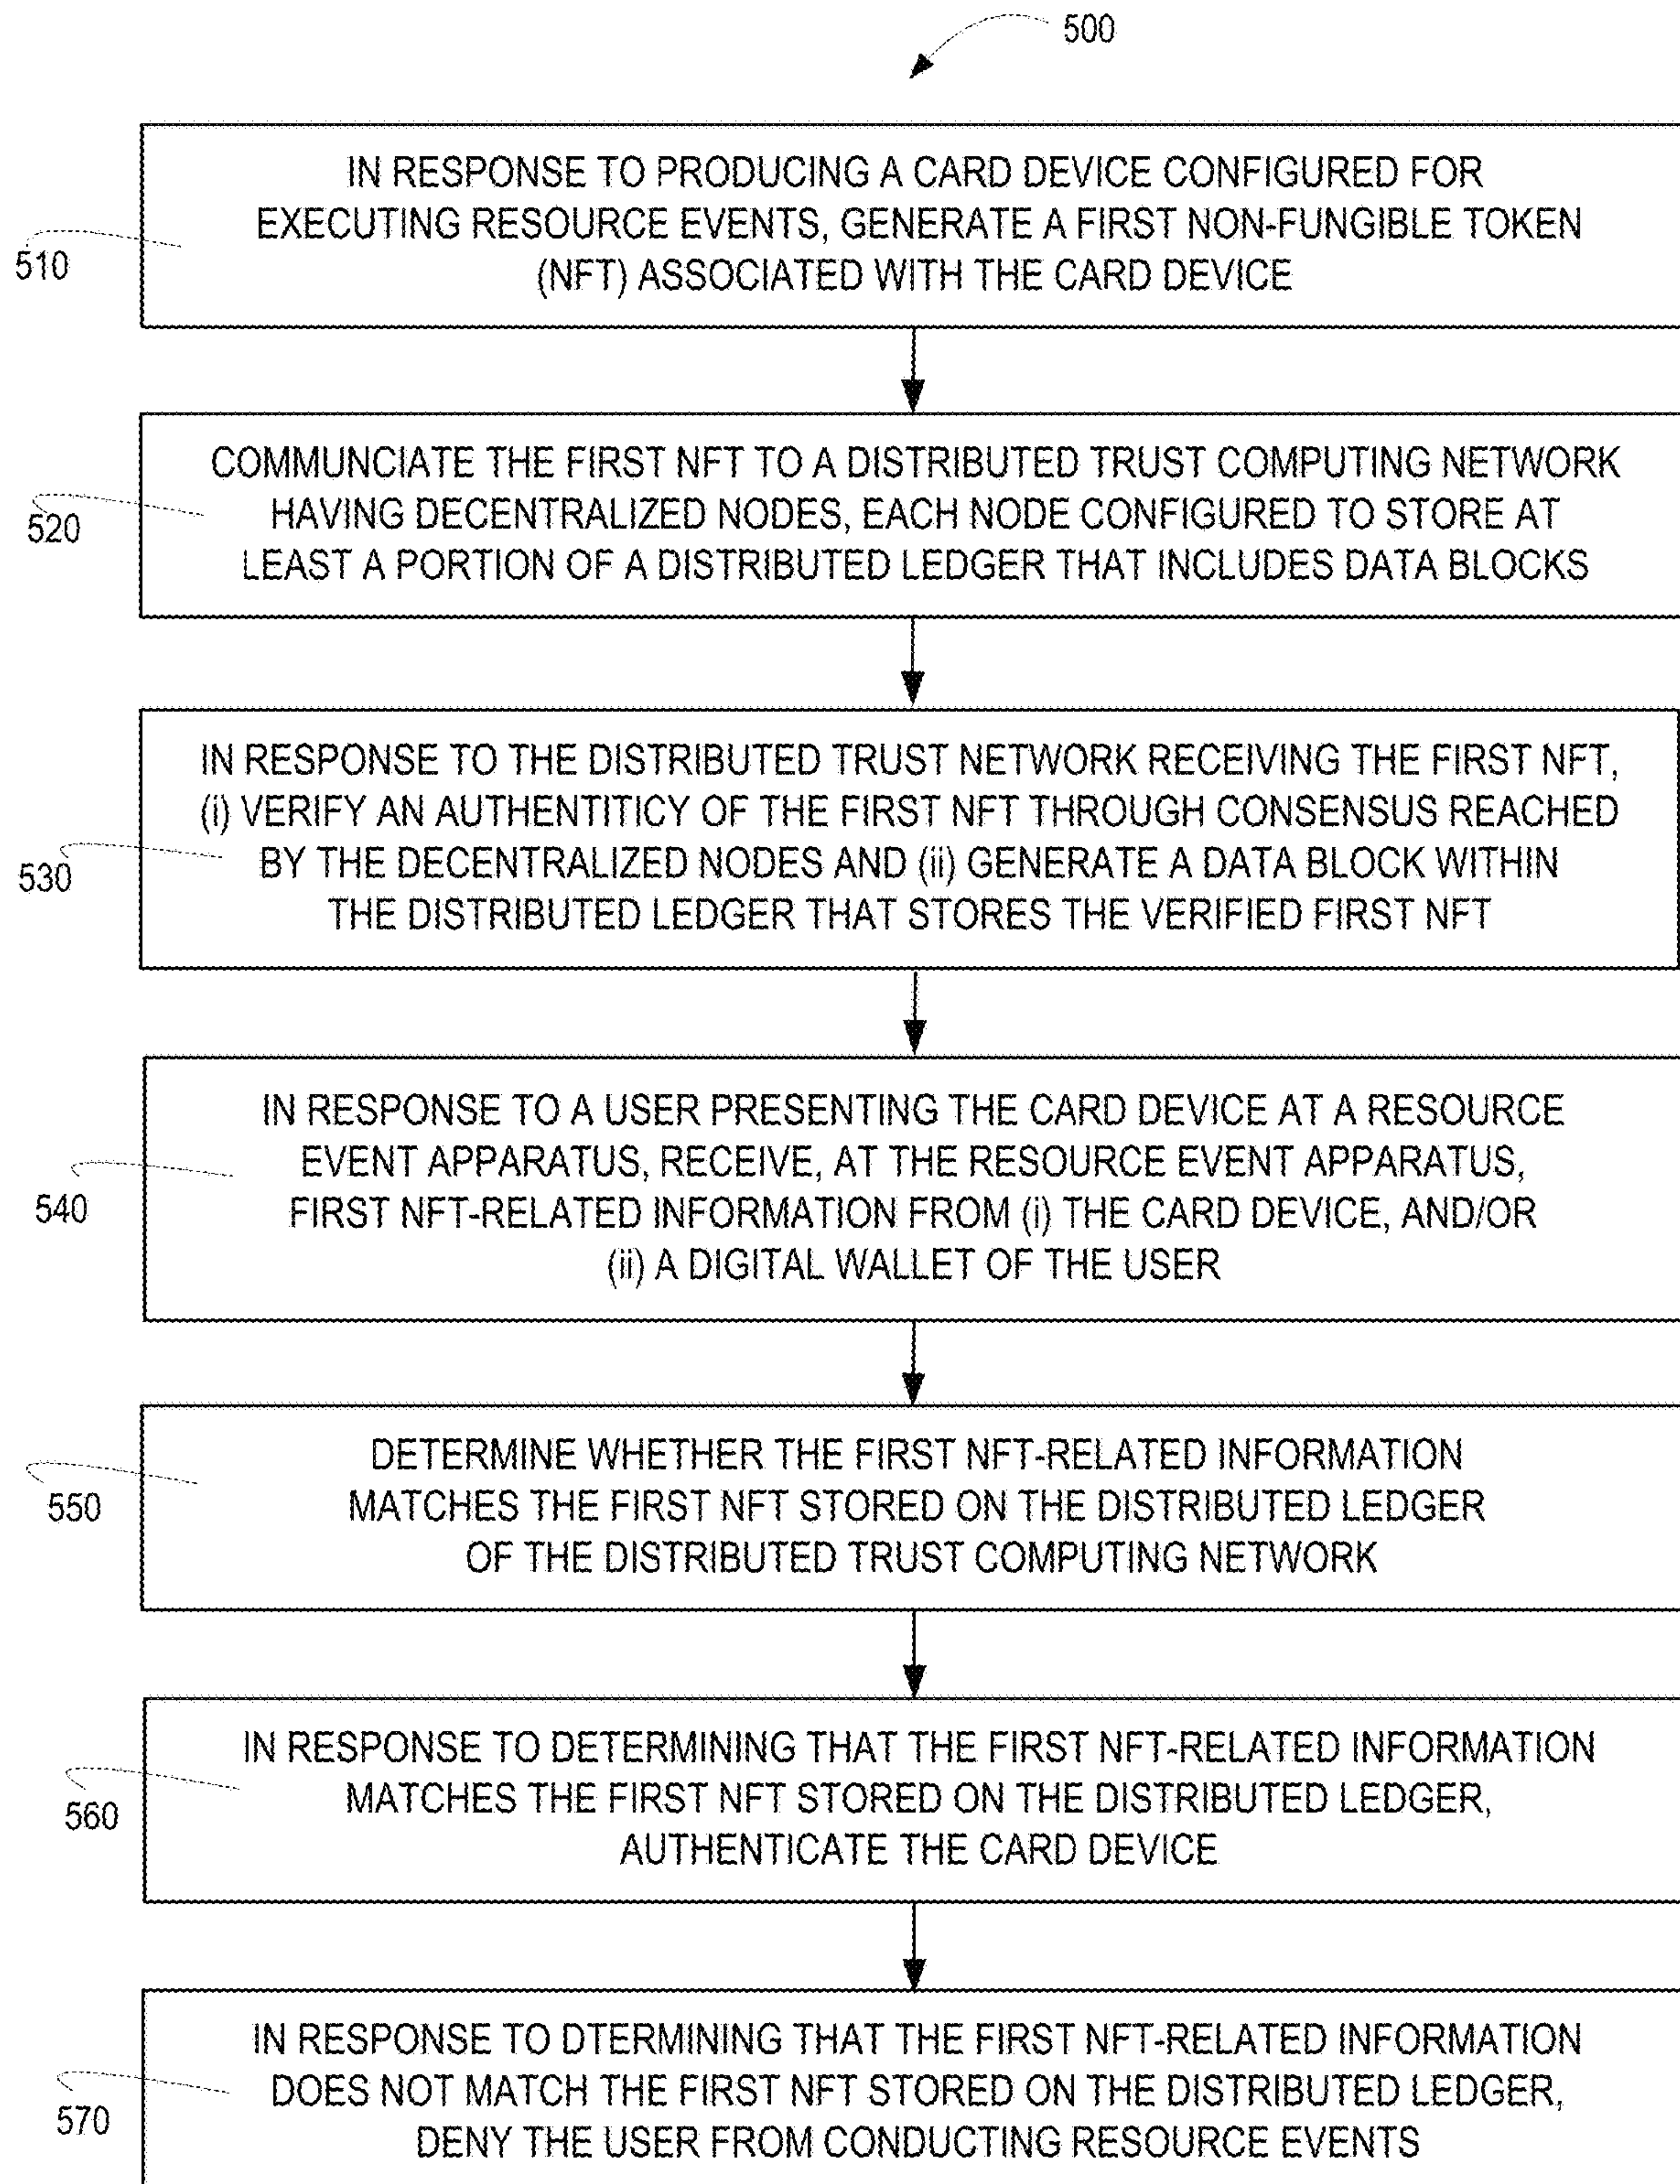 500
IN RESPONSE TO PRODUCING A CARD DEVICE CONFIGURED FOR
EXECUTING RESOURCE EVENTS, GENERATE A FIRST NON-FUNGIBLE TOKEN
(NFT) ASSOCIATED WITH THE CARD DEVICE
510
COMMUNCIATE THE FIRST NFT TO A DISTRIBUTED TRUST COMPUTING NETWORK
HAVING DECENTRALIZED NODES, EACH NODE CONFIGURED TO STORE AT
LEAST A PORTION OF A DISTRIBUTED LEDGER THAT INCLUDES DATA BLOCKS
520
IN RESPONSE TO THE DISTRIBUTED TRUST NETWORK RECEIVING THE FIRST NFT,
(i) VERIFY AN AUTHENTITICY OF THE FIRST NFT THROUGH CONSENSUS REACHED
BY THE DECENTRALIZED NODES AND (ii) GENERATE A DATA BLOCK WITHIN
THE DISTRIBUTED LEDGER THAT STORES THE VERIFIED FIRST NFT
530
IN RESPONSE TO A USER PRESENTING THE CARD DEVICE AT A RESOURCE
EVENT APPARATUS, RECEIVE, AT THE RESOURCE EVENT APPARATUS,
FIRST NFT-RELATED INFORMATION FROM (i) THE CARD DEVICE, AND/OR
(ii) A DIGITAL WALLET OF THE USER
540
DETERMINE WHETHER THE FIRST NFT-RELATED INFORMATION
MATCHES THE FIRST NFT STORED ON THE DISTRIBUTED LEDGER
OF THE DISTRIBUTED TRUST COMPUTING NETWORK
550
IN RESPONSE TO DETERMINING THAT THE FIRST NFT-RELATED INFORMATION
MATCHES THE FIRST NFT STORED ON THE DISTRIBUTED LEDGER,
AUTHENTICATE THE CARD DEVICE
560
IN RESPONSE TO DTERMINING THAT THE FIRST NFT-RELATED INFORMATION
DOES NOT MATCH THE FIRST NFT STORED ON THE DISTRIBUTED LEDGER,
DENY THE USER FROM CONDUCTING RESOURCE EVENTS
570